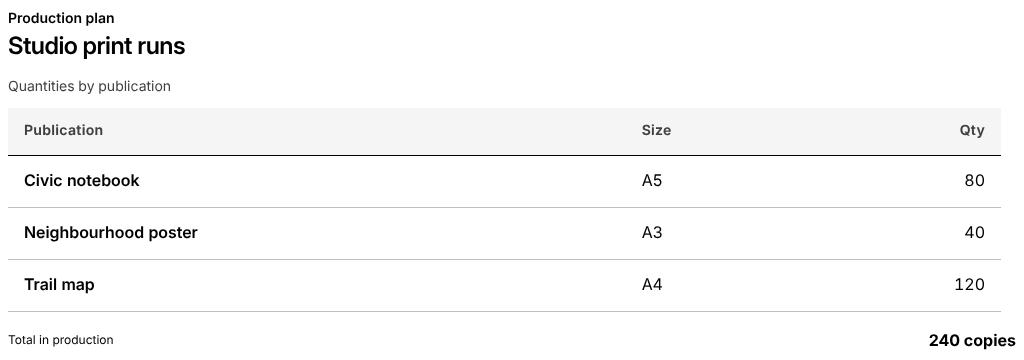 Production plan
Studio print runs
Quantities by publication
Publication Size Qty
Civic notebook A5 80
Neighbourhood poster A3 40
Trail map A4 120
Total in production 240 copies